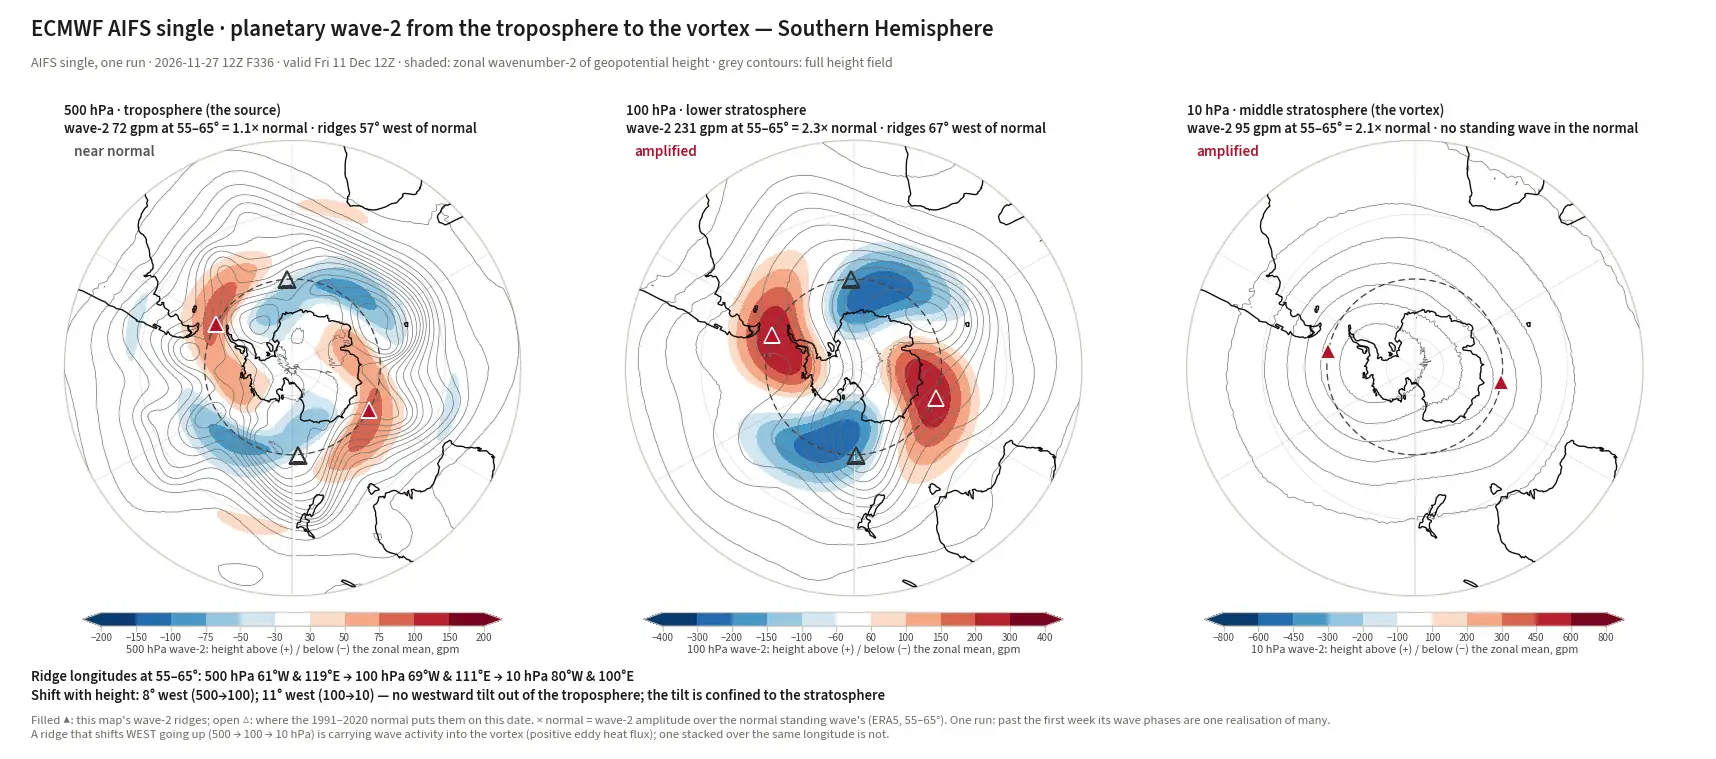 ECMWF AIFS single · planetary wave-2 from the troposphere to the vortex — Southern Hemisphere
AIFS single, one run · 2026-11-27 12Z F336 · valid Fri 11 Dec 12Z · shaded: zonal wavenumber-2 of geopotential height · grey contours: full height field
500 hPa · troposphere (the source)
wave-2 72 gpm at 55–65° = 1.1× normal · ridges 57° west of normal
near normal
100 hPa · lower stratosphere
wave-2 231 gpm at 55–65° = 2.3× normal · ridges 67° west of normal
amplified
10 hPa · middle stratosphere (the vortex)
wave-2 95 gpm at 55–65° = 2.1× normal · no standing wave in the normal
amplified
−200 −150 −100 −75 −50 −30 30 50 75 100 150 200
500 hPa wave-2: height above (+) / below (−) the zonal mean, gpm
−400 −300 −200 −150 −100 −60 60 100 150 200 300 400
100 hPa wave-2: height above (+) / below (−) the zonal mean, gpm
−800 −600 −450 −300 −200 −100 100 200 300 450 600 800
10 hPa wave-2: height above (+) / below (−) the zonal mean, gpm
Ridge longitudes at 55–65°: 500 hPa 61°W & 119°E → 100 hPa 69°W & 111°E → 10 hPa 80°W & 100°E
Shift with height: 8° west (500→100); 11° west (100→10) — no westward tilt out of the troposphere; the tilt is confined to the stratosphere
Filled ▲: this map's wave-2 ridges; open △: where the 1991–2020 normal puts them on this date. × normal = wave-2 amplitude over the normal standing wave's (ERA5, 55–65°). One run: past the first week its wave phases are one realisation of many.
A ridge that shifts WEST going up (500 → 100 → 10 hPa) is carrying wave activity into the vortex (positive eddy heat flux); one stacked over the same longitude is not.